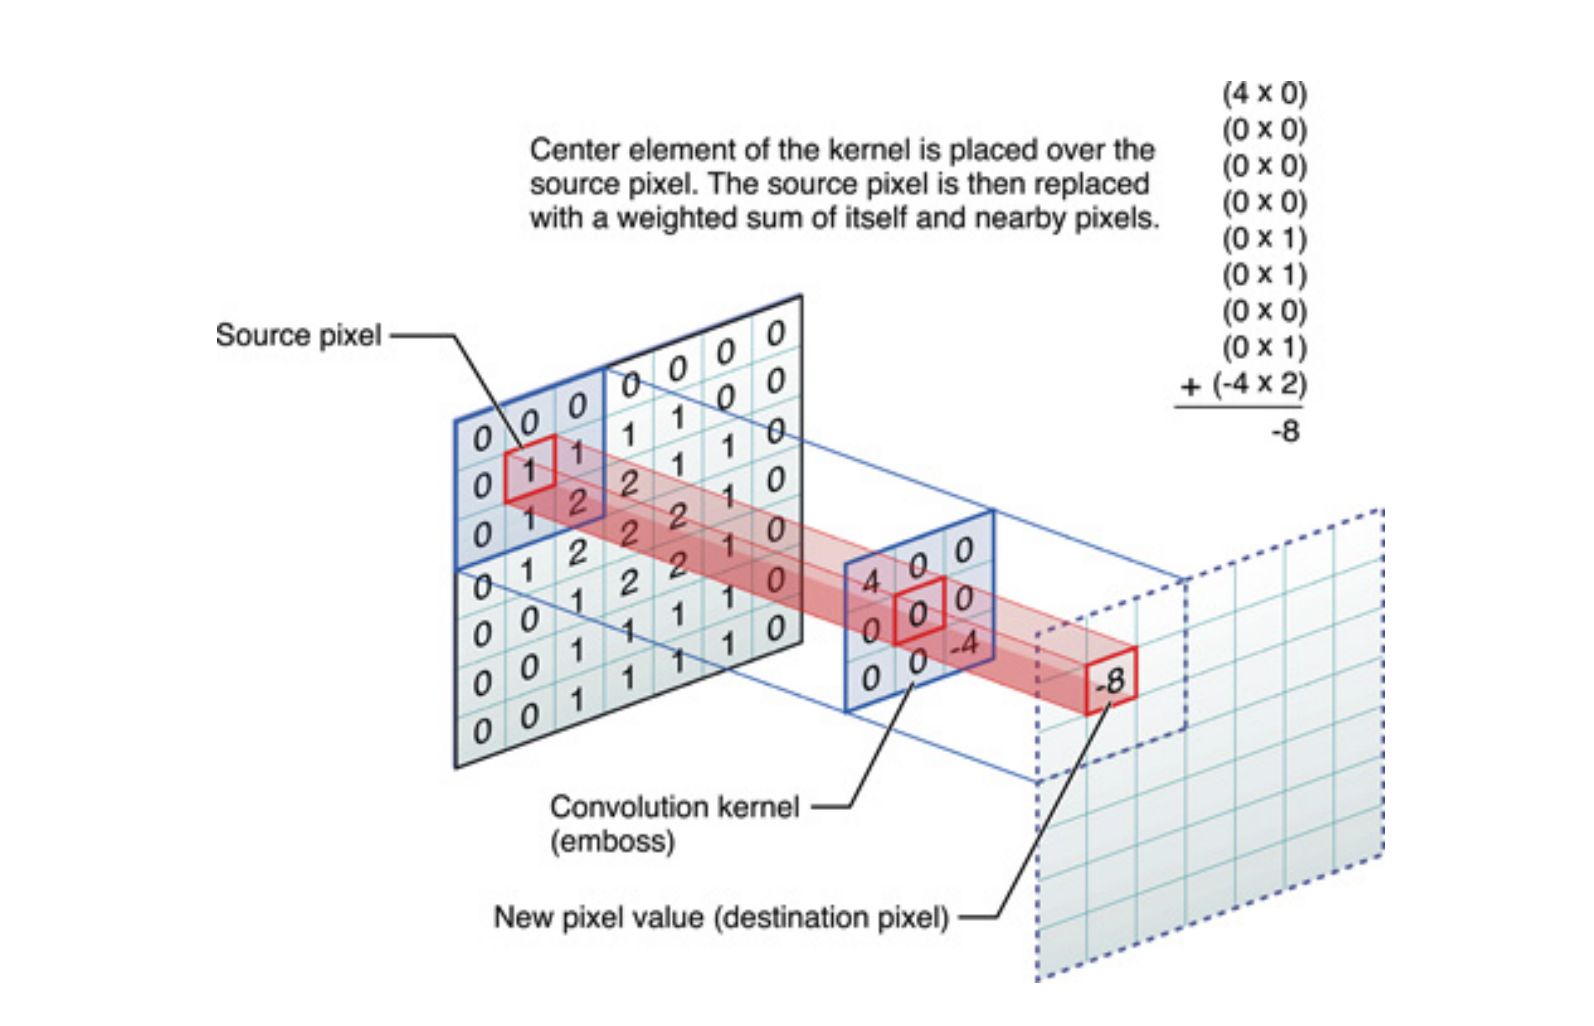 (4 x 0)
(0 x 0)
(0 x 0)
(0 x 0)
(0 x 1)
(0 x 1)
(0 x 0)
(0 x 1)
+ (-4 x 2)
-8
Center element of the kernel is placed over the
source pixel. The source pixel is then replaced
with a weighted sum of itself and nearby pixels.
Source pixel
0 0 0 0 0 0 0
0 1 1 1 1 0 0
0 1 2 2 1 1 0
0 1 2 2 2 1 0
0 0 1 2 2 1 0
0 0 1 1 1 1 0
0 0 1 1 1 1 0
4 0 0
0 0 0
0 0 -4
-8
Convolution kernel
(emboss)
New pixel value (destination pixel)